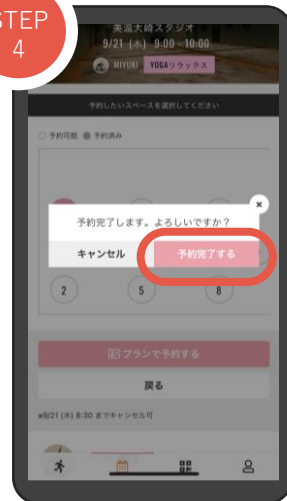 STEP
4
美温大崎スタジオ
9/21 (木) 9:00 - 10:00
MIYUKI YOGAリラックス
予約したいスペースを選択してください
予約可能 予約済み
×
予約完了します。よろしいですか？
キャンセル 予約完了する
2 5 8
プランで予約する
戻る
※9/21 (木) 8:30 までキャンセル可